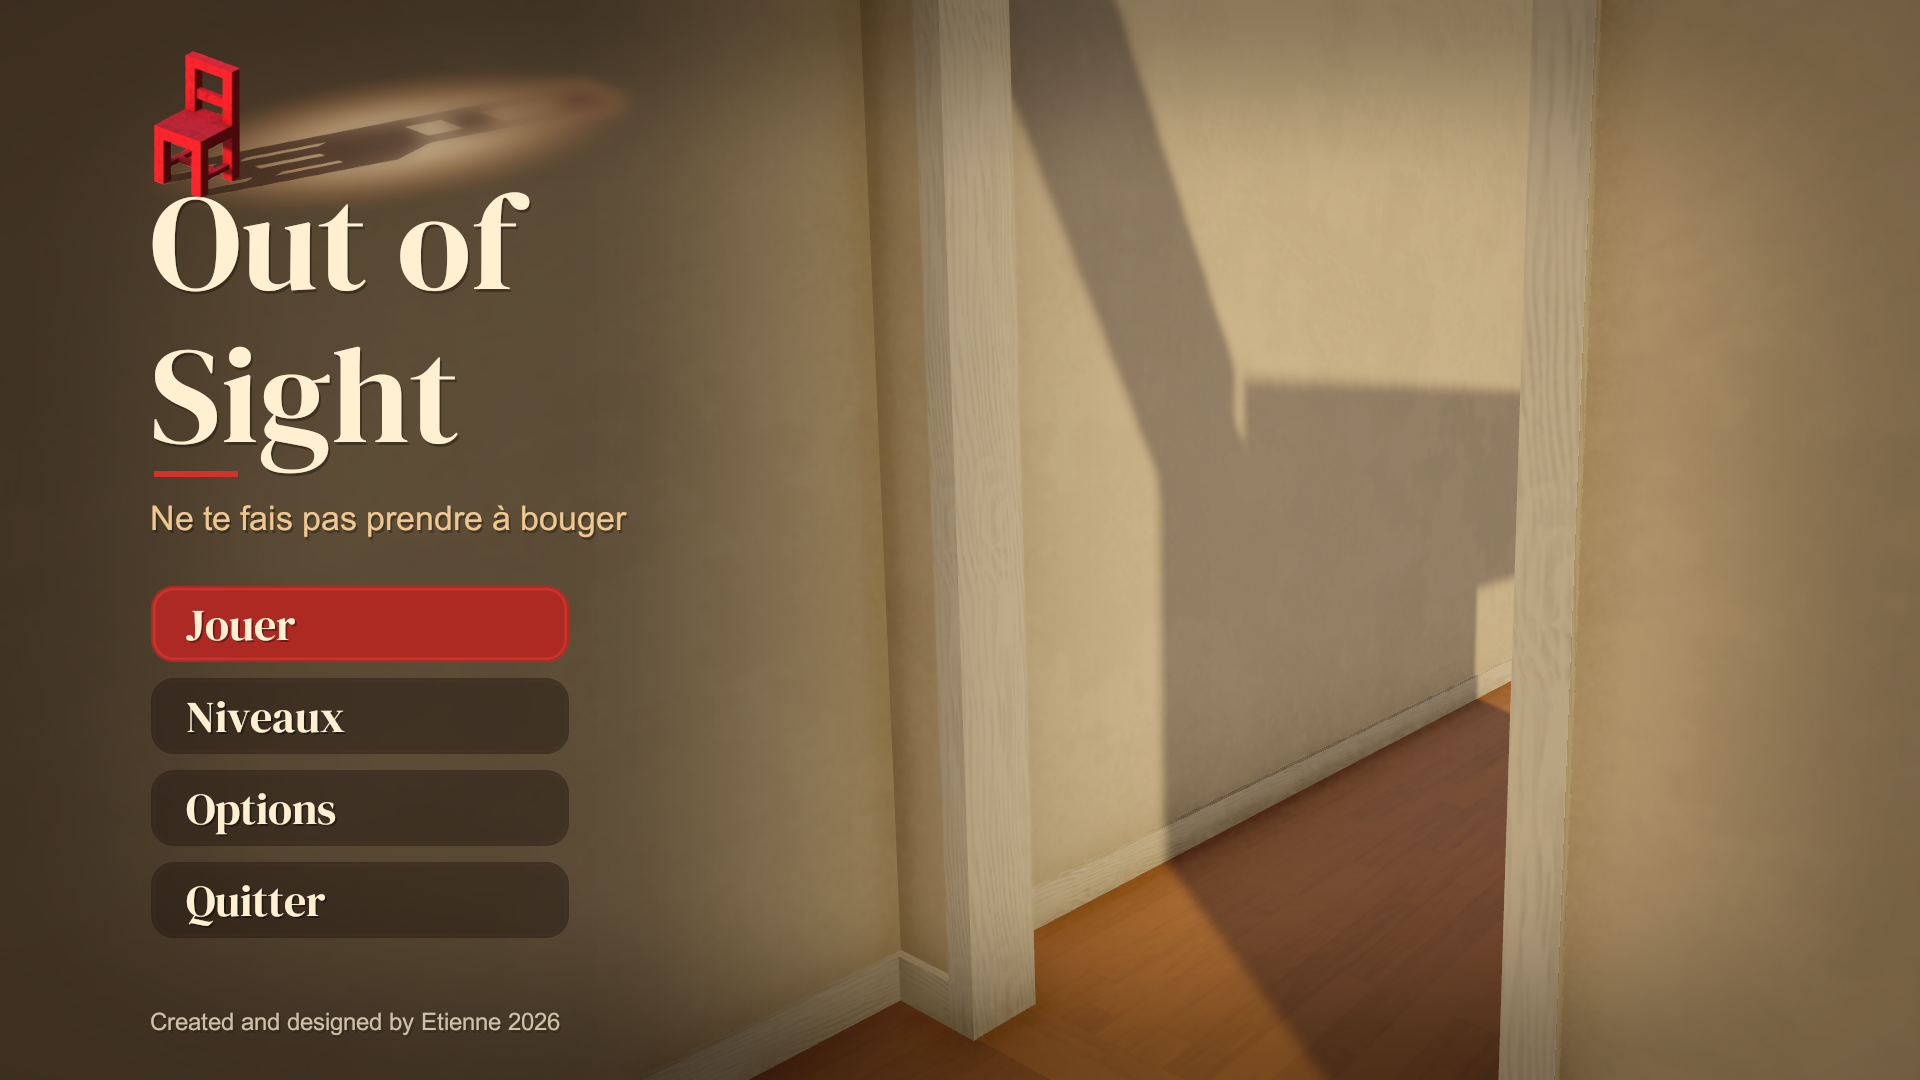 Out of
Sight
Ne te fais pas prendre à bouger
Jouer
Niveaux
Options
Quitter
Created and designed by Etienne 2026